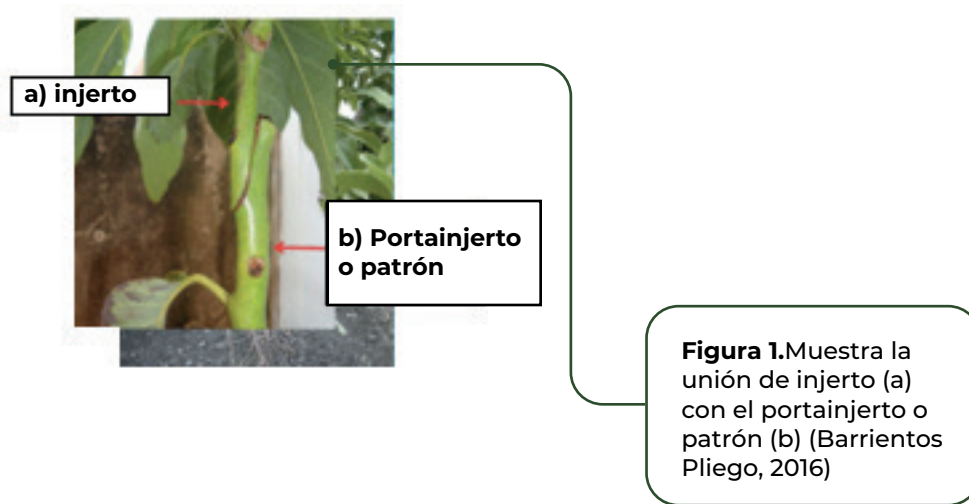 a) injerto
b) Portainjerto
o patrón
Figura 1.Muestra la
unión de injerto (a)
con el portainjerto o
patrón (b) (Barrientos
Pliego, 2016)